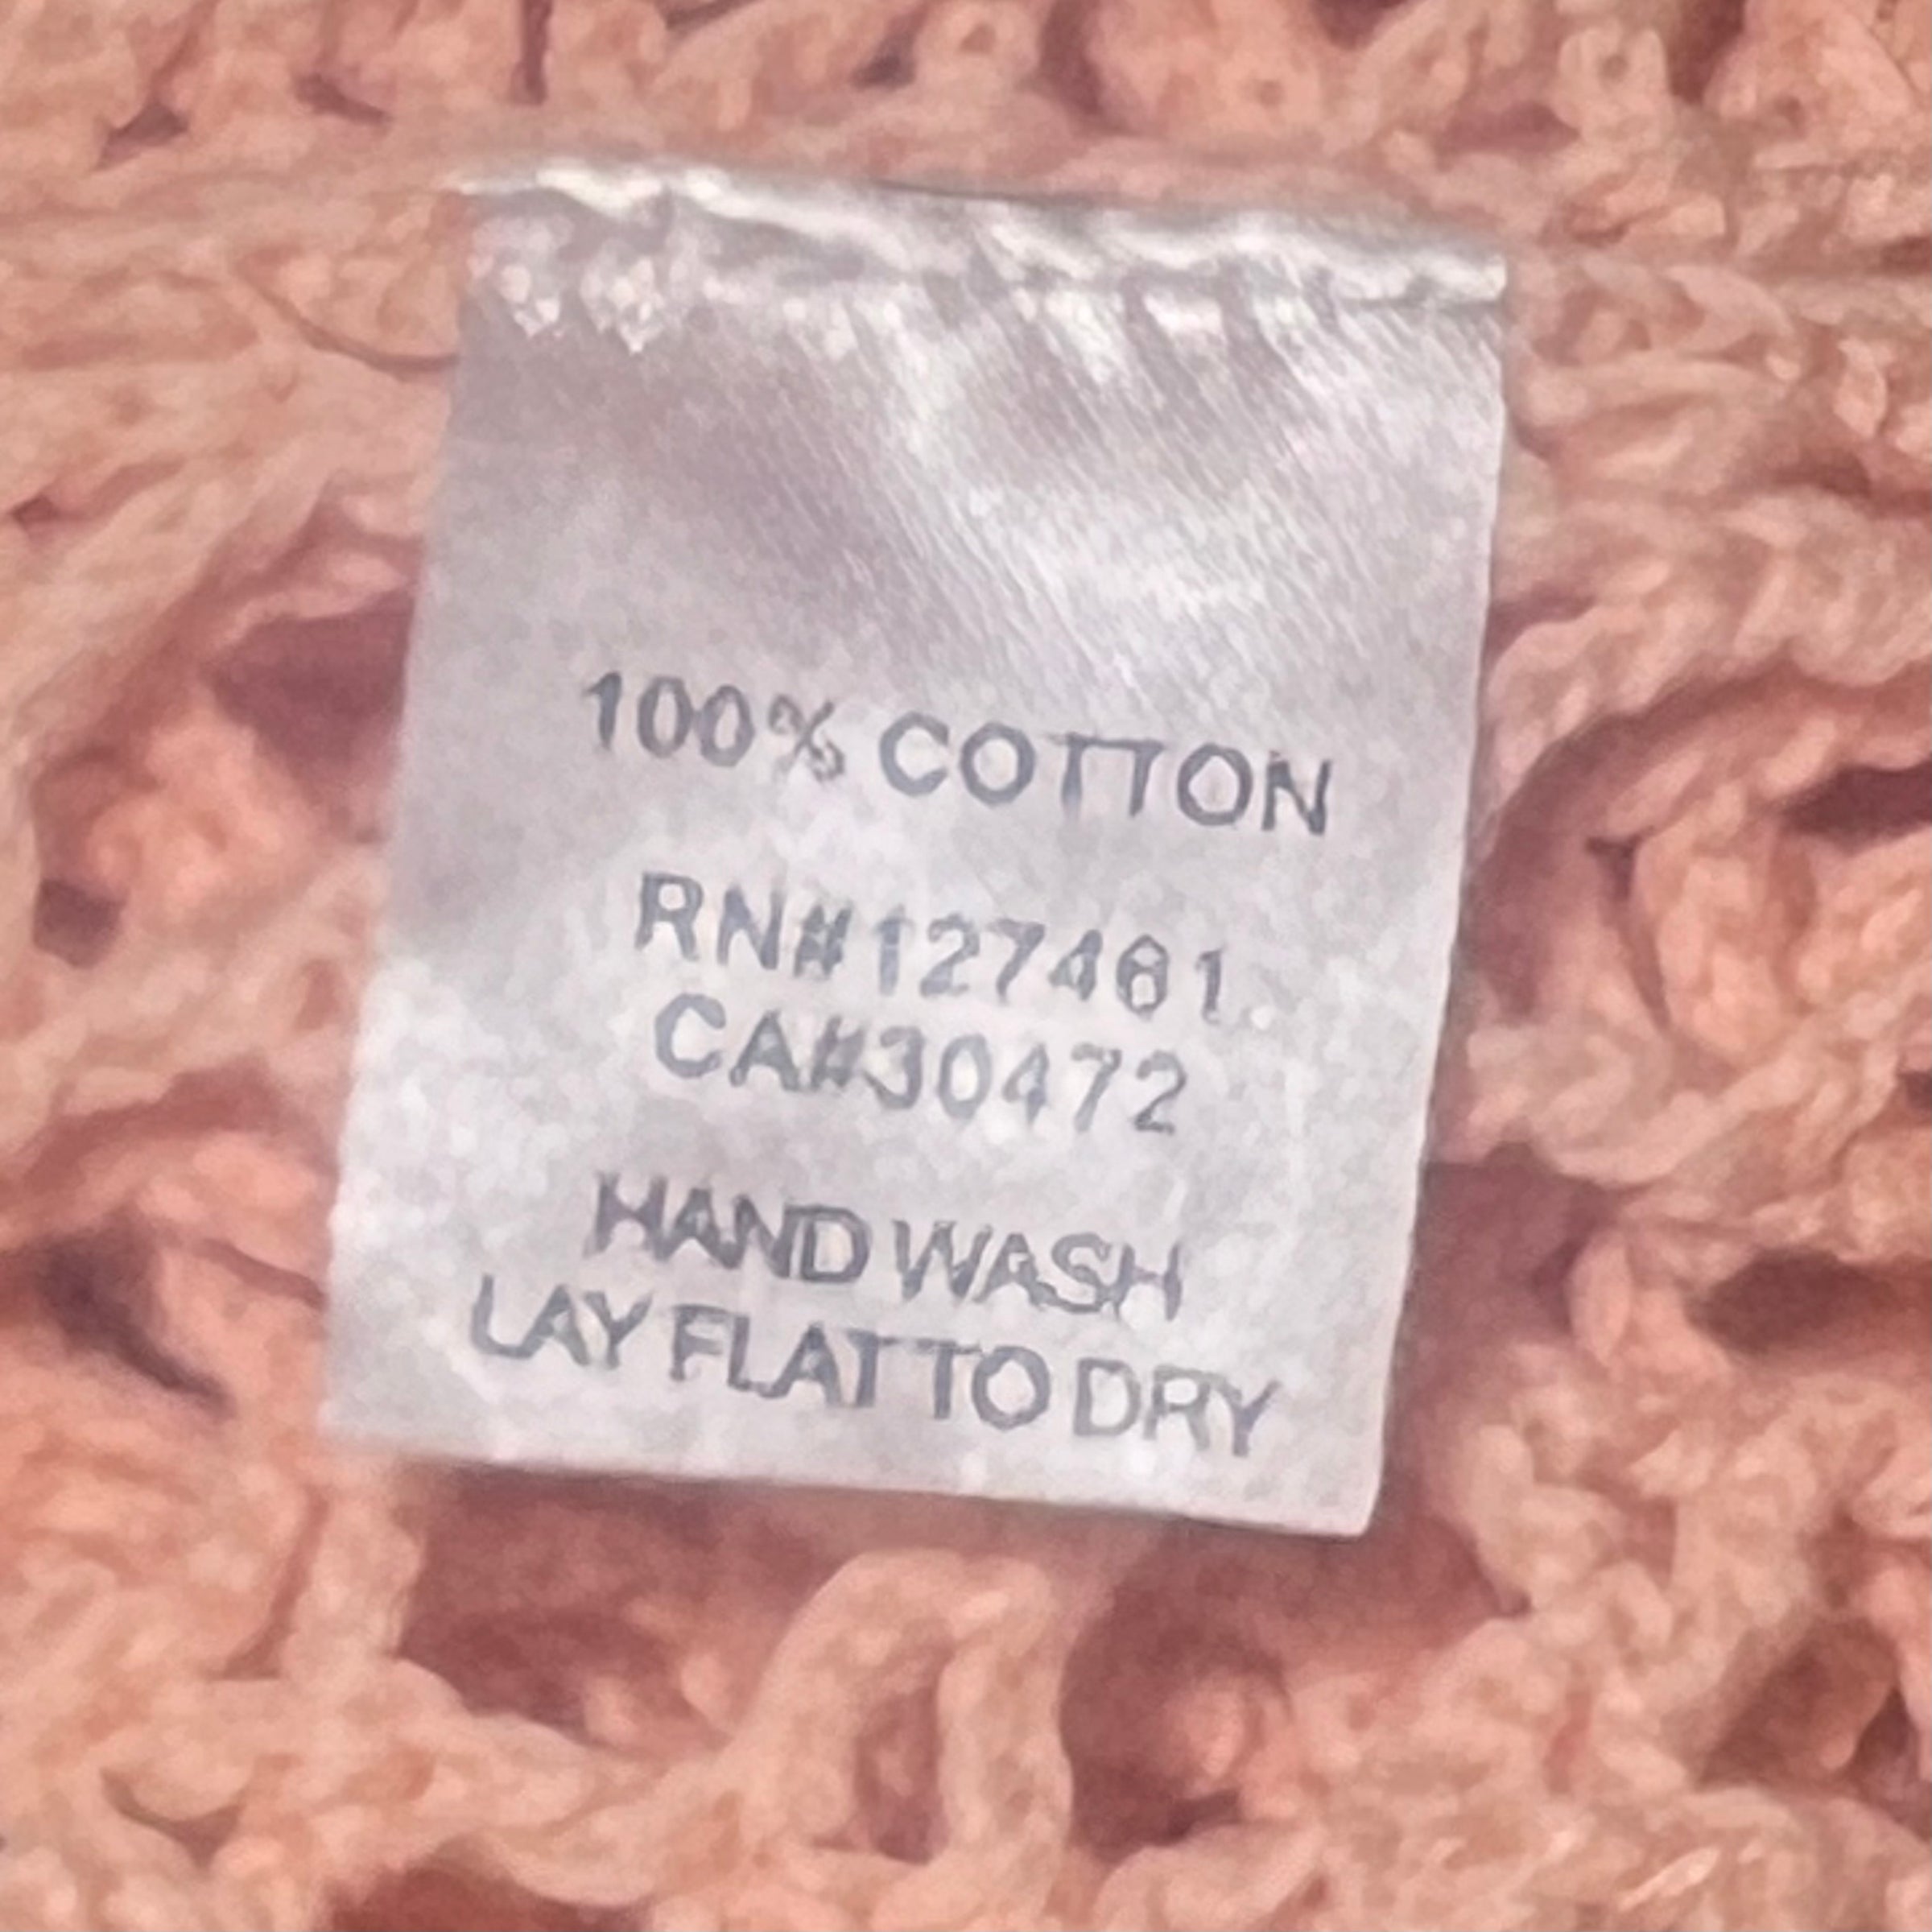 100% COTTON
RN#127461
CA#30472
HAND WASH
LAY FLAT TO DRY